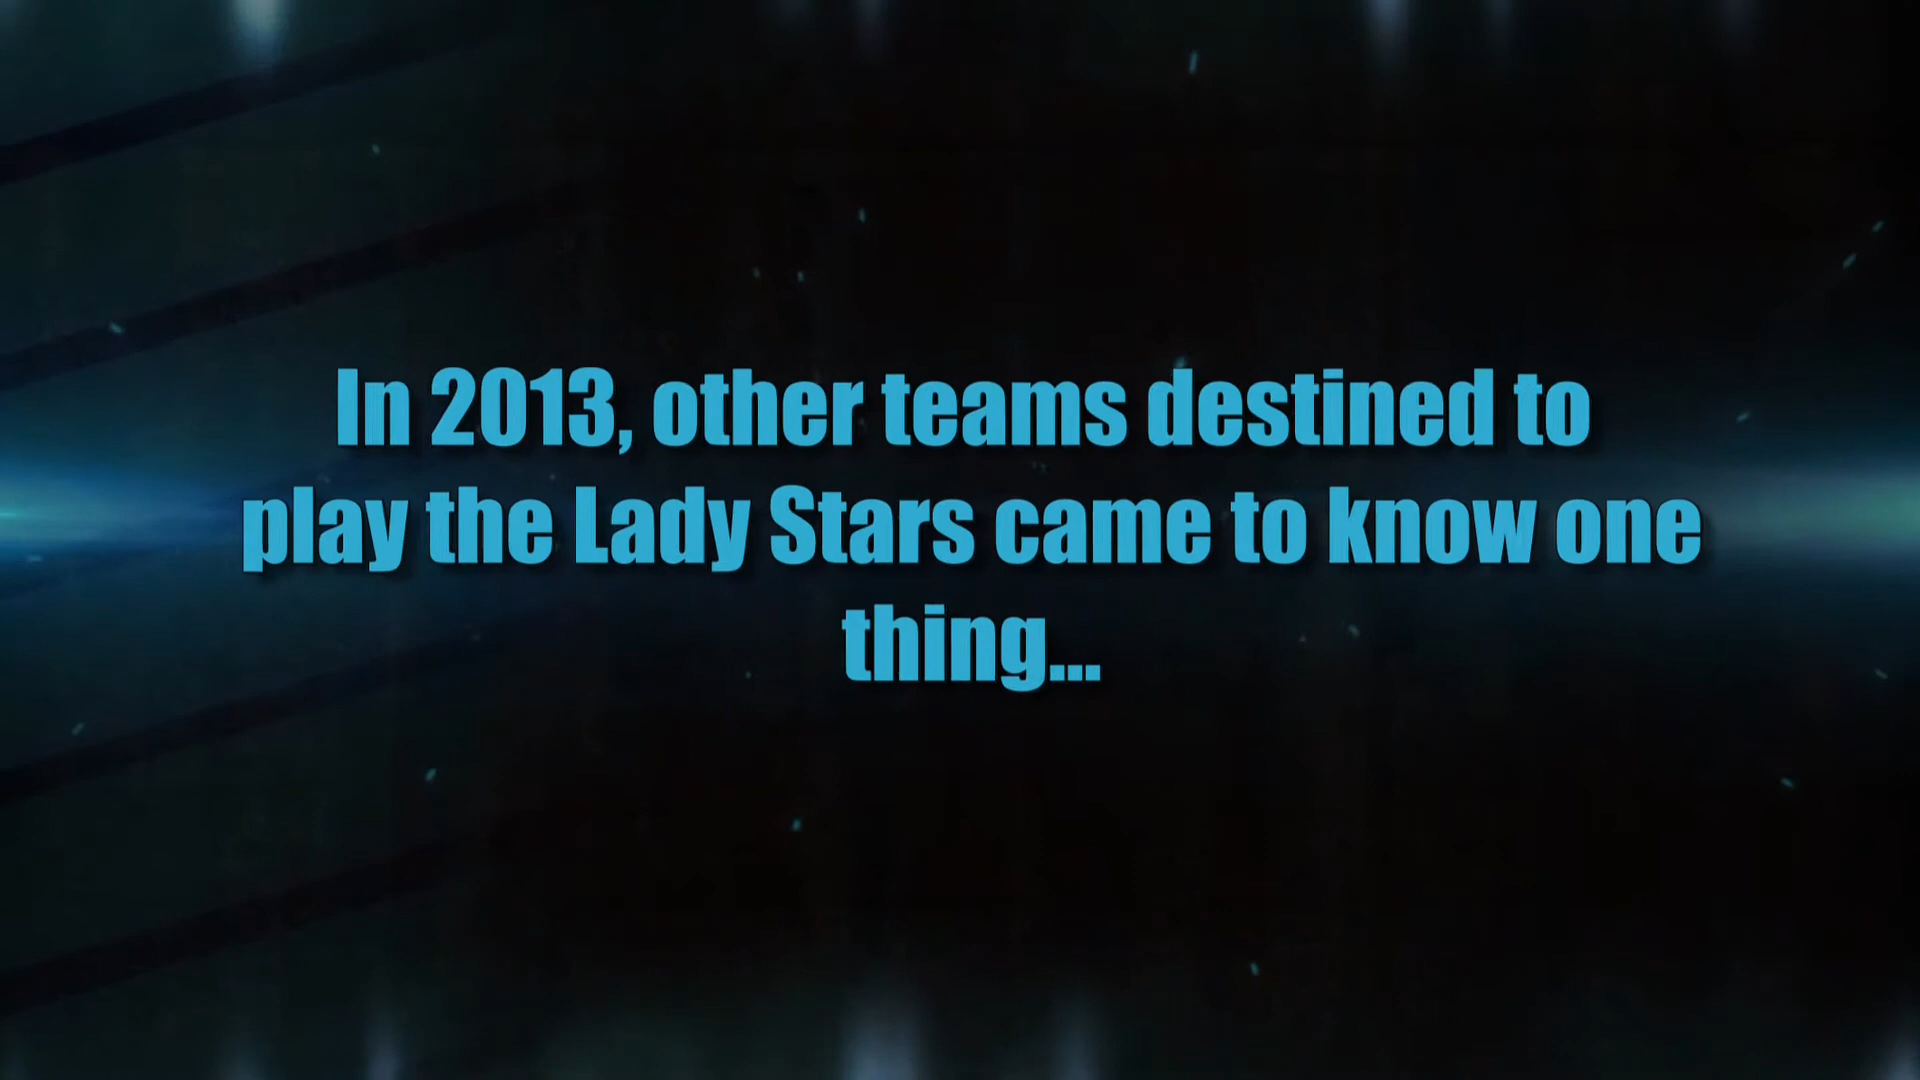 In 2013, other teams destined to
play the Lady Stars came to know one
thing...